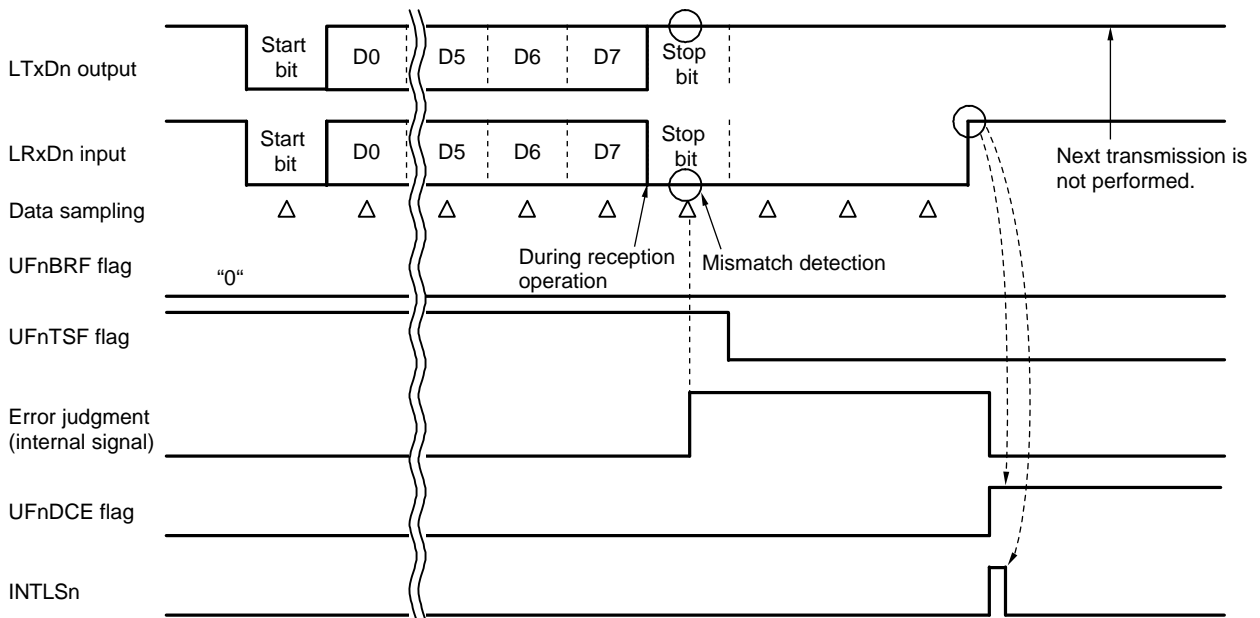 LTxDn output
Start
bit
D0
D5
D6
D7
Stop
bit
LRxDn input
Start
bit
D0
D5
D6
D7
Stop
bit
Next transmission is
not performed.
Data sampling
During reception
operation
Mismatch detection
UFnBRF flag
“0“
UFnTSF flag
Error judgment
(internal signal)
UFnDCE flag
INTLSn